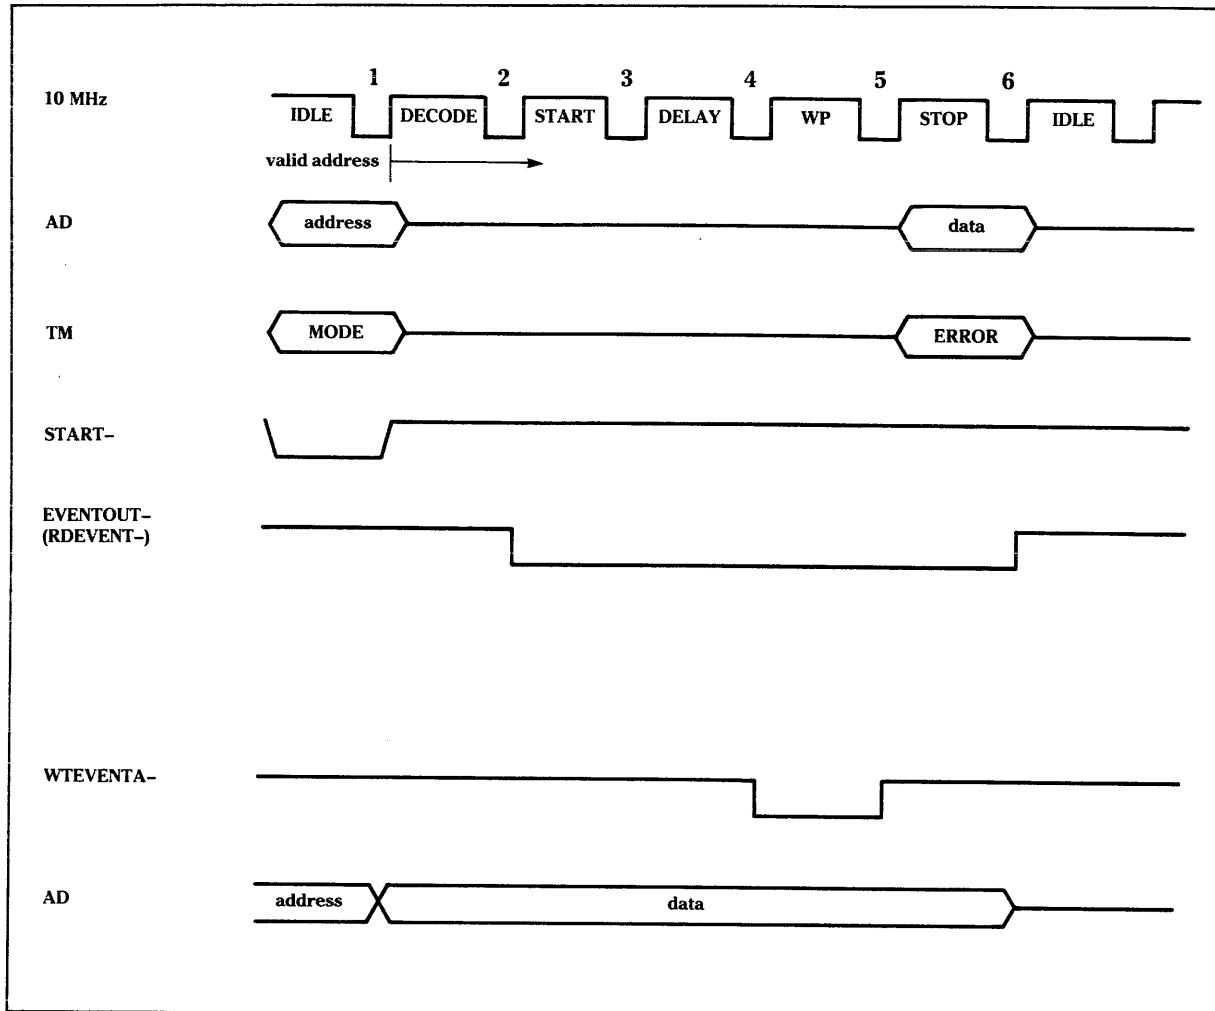 1 2 3 4 5 6
10 MHz
IDLE DECODE START DELAY WP STOP IDLE
valid address
AD address data
TM MODE ERROR
START–
EVENTOUT–
(RDEVENT–)
WTEVENTA–
AD address data